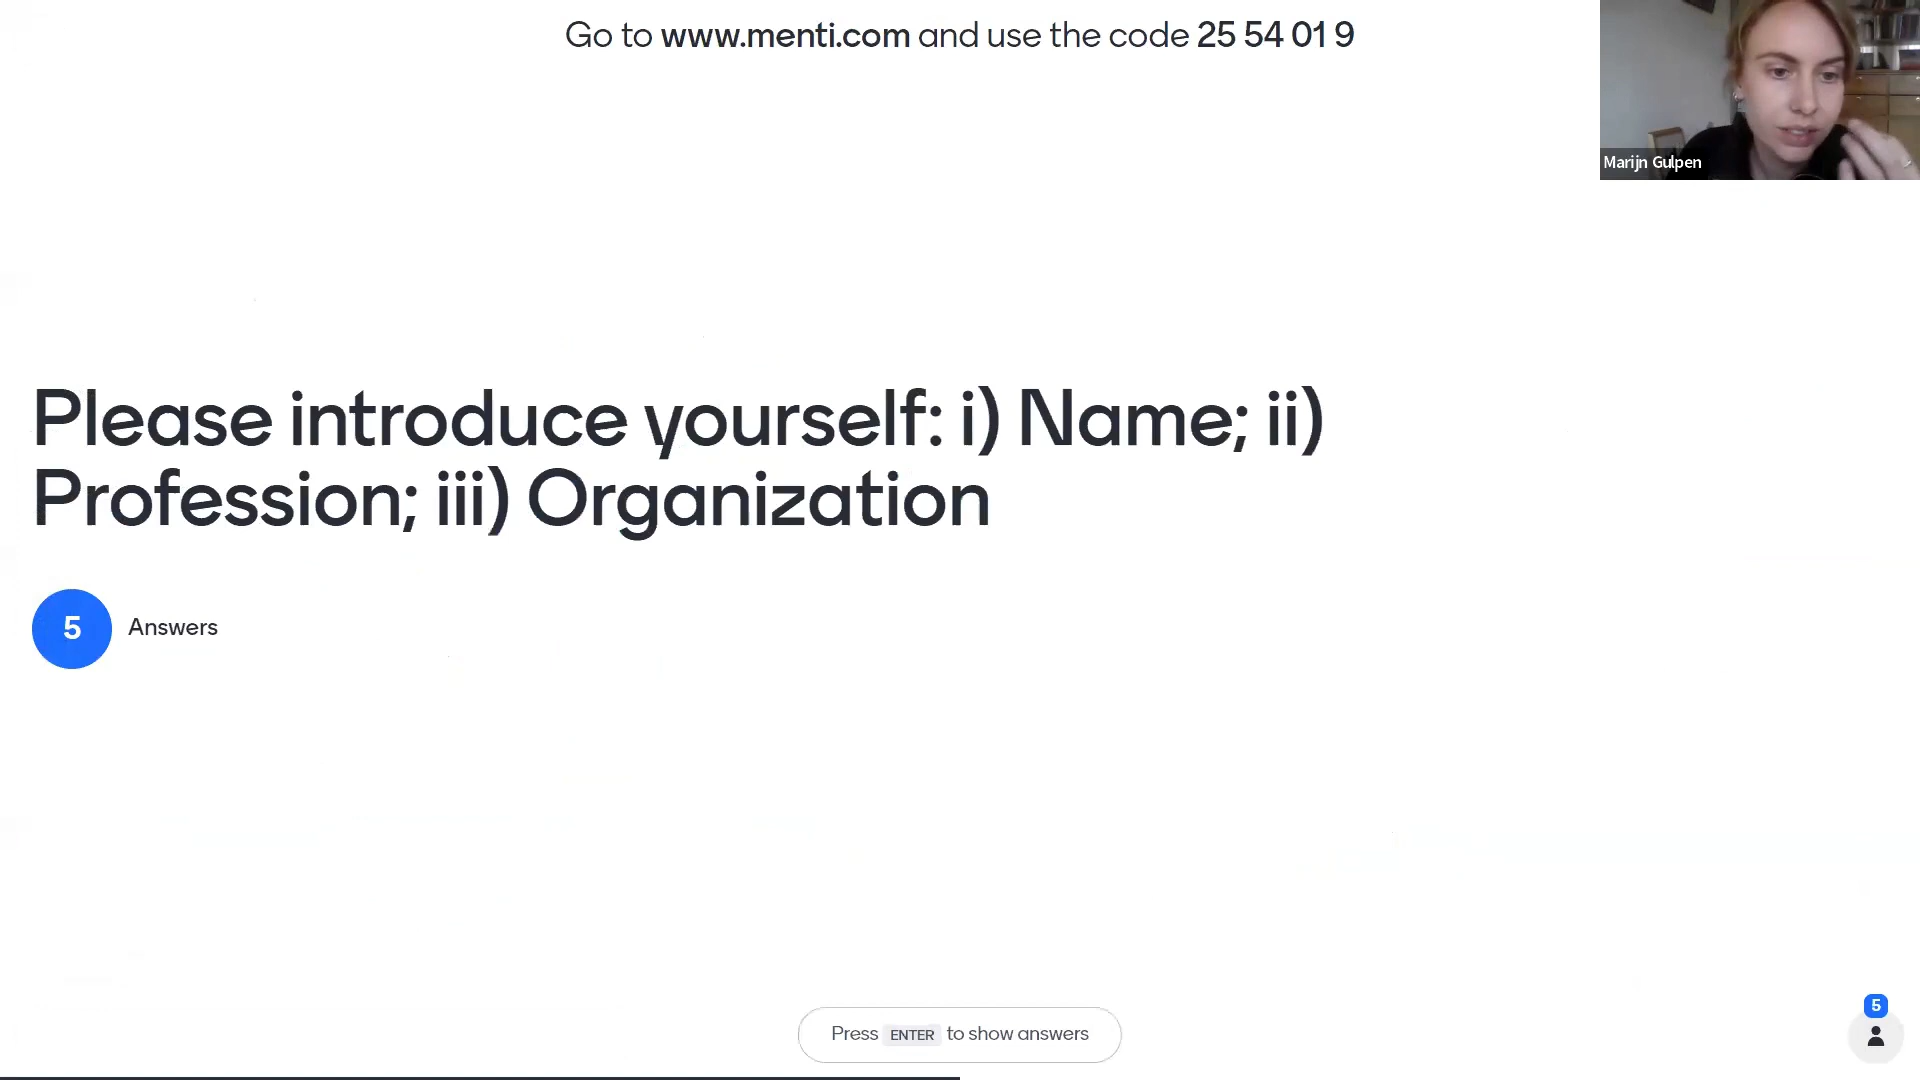 Go to www.menti.com and use the code 25 54 01 9
Marijn Gulpen
Please introduce yourself: i) Name; ii)
Profession; iii) Organization
5 Answers
Press ENTER to show answers
5